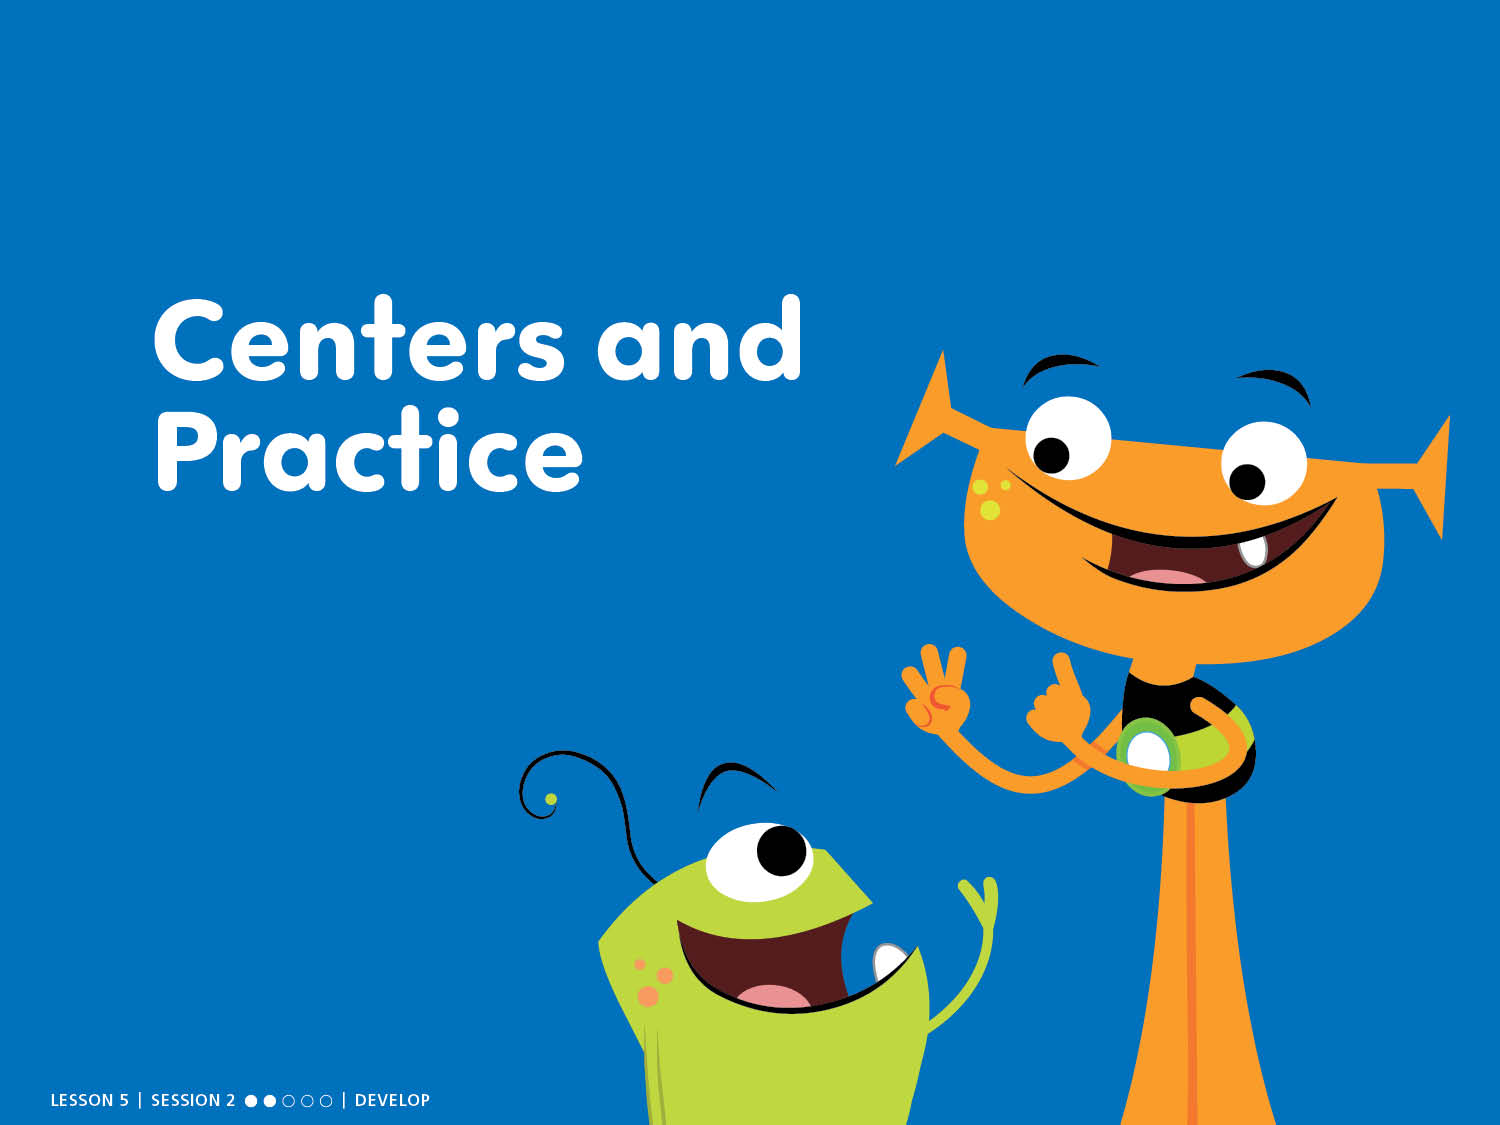 Centers and
Practice
LESSON 5 | SESSION 2 ●●○○○ | DEVELOP